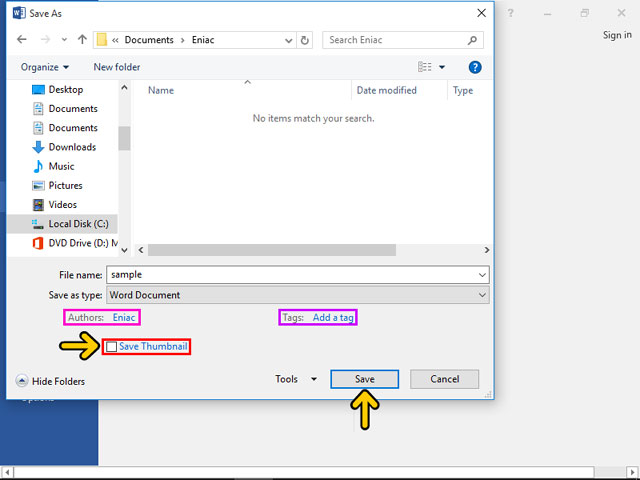 Save As
?
Sign in
« Documents › Eniac
Search Eniac
Organize
New folder
?
Desktop
Documents
Documents
Downloads
Music
Pictures
Videos
Local Disk (C:)
DVD Drive (D:) M
Name
Date modified
Type
No items match your search.
File name: sample
Save as type: Word Document
Authors: Eniac
Tags: Add a tag
Save Thumbnail
Hide Folders
Tools
Save
Cancel
Options